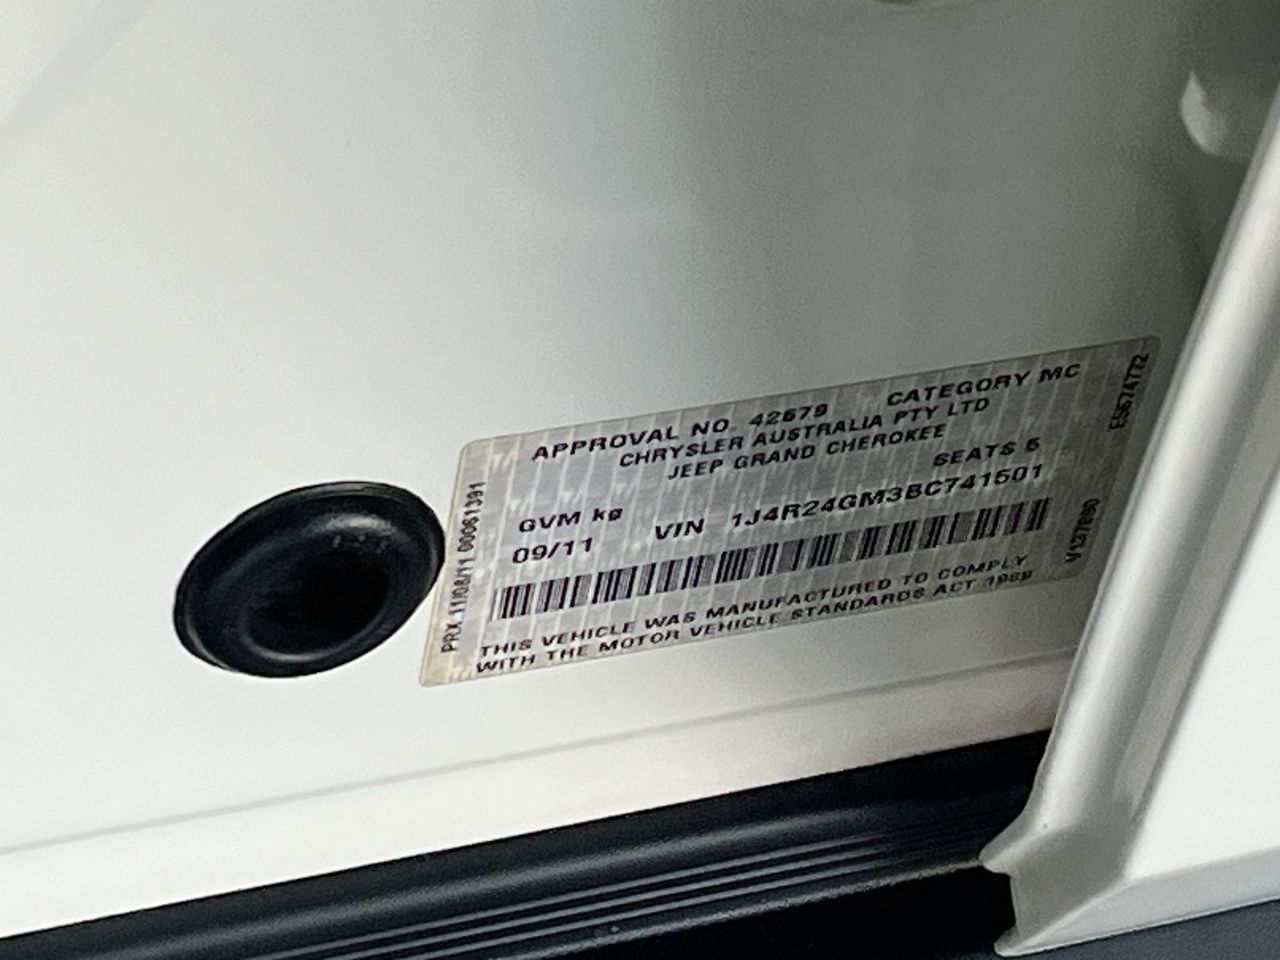 APPROVAL NO 42679 CATEGORY MC
CHRYSLER AUSTRALIA PTY LTD
JEEP GRAND CHEROKEE
SEATS 5
GVM kg
09/11 VIN 1J4R24GM3BC741501
THIS VEHICLE WAS MANUFACTURED TO COMPLY
WITH THE MOTOR VEHICLE STANDARDS ACT 1989
PRX 11/08/11 00061391
E5674772